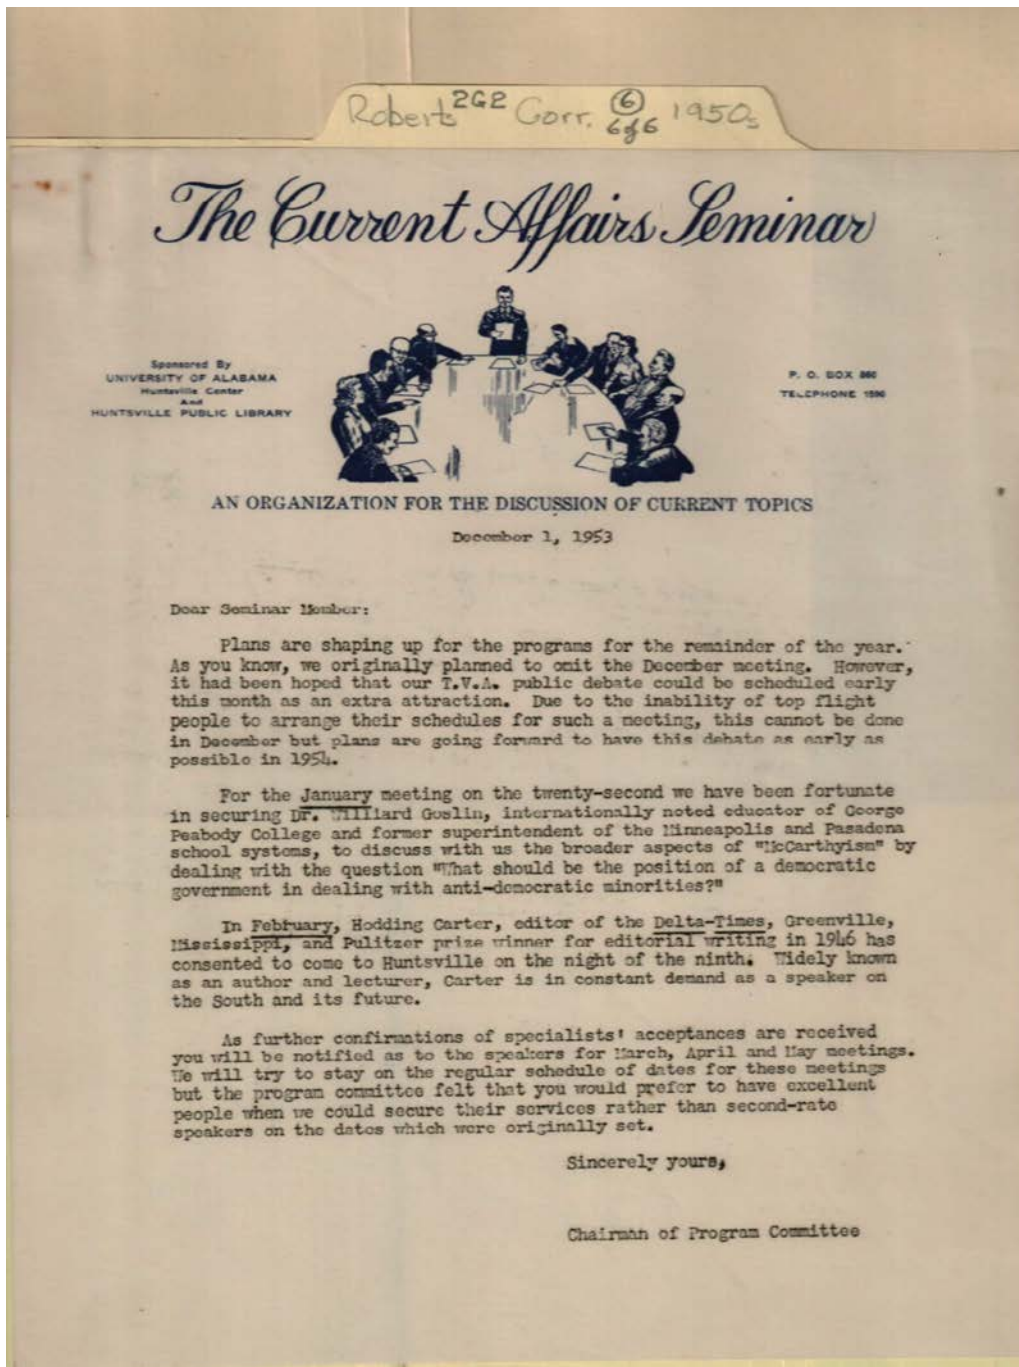 Roberts 2G2 Corr. 6 6 of 6 1950s
The Current Affairs Seminar
Sponsored By
UNIVERSITY OF ALABAMA
Huntsville Center
And
HUNTSVILLE PUBLIC LIBRARY
P. O. BOX 860
TELEPHONE 1590
AN ORGANIZATION FOR THE DISCUSSION OF CURRENT TOPICS
December 1, 1953
Dear Seminar Member:
Plans are shaping up for the programs for the remainder of the year.
As you know, we originally planned to omit the December meeting. However,
it had been hoped that our T.V.A. public debate could be scheduled early
this month as an extra attraction. Due to the inability of top flight
people to arrange their schedules for such a meeting, this cannot be done
in December but plans are going forward to have this debate as early as
possible in 1954.
For the January meeting on the twenty-second we have been fortunate
in securing Dr. Williard Goslin, internationally noted educator of George
Peabody College and former superintendent of the Minneapolis and Pasadena
school systems, to discuss with us the broader aspects of "McCarthyism" by
dealing with the question "What should be the position of a democratic
government in dealing with anti-democratic minorities?"
In February, Hodding Carter, editor of the Delta-Times, Greenville,
Mississippi, and Pulitzer prize winner for editorial writing in 1946 has
consented to come to Huntsville on the night of the ninth. Widely known
as an author and lecturer, Carter is in constant demand as a speaker on
the South and its future.
As further confirmations of specialists' acceptances are received
you will be notified as to the speakers for March, April and May meetings.
We will try to stay on the regular schedule of dates for these meetings
but the program committee felt that you would prefer to have excellent
people when we could secure their services rather than second-rate
speakers on the dates which were originally set.
Sincerely yours,
Chairman of Program Committee